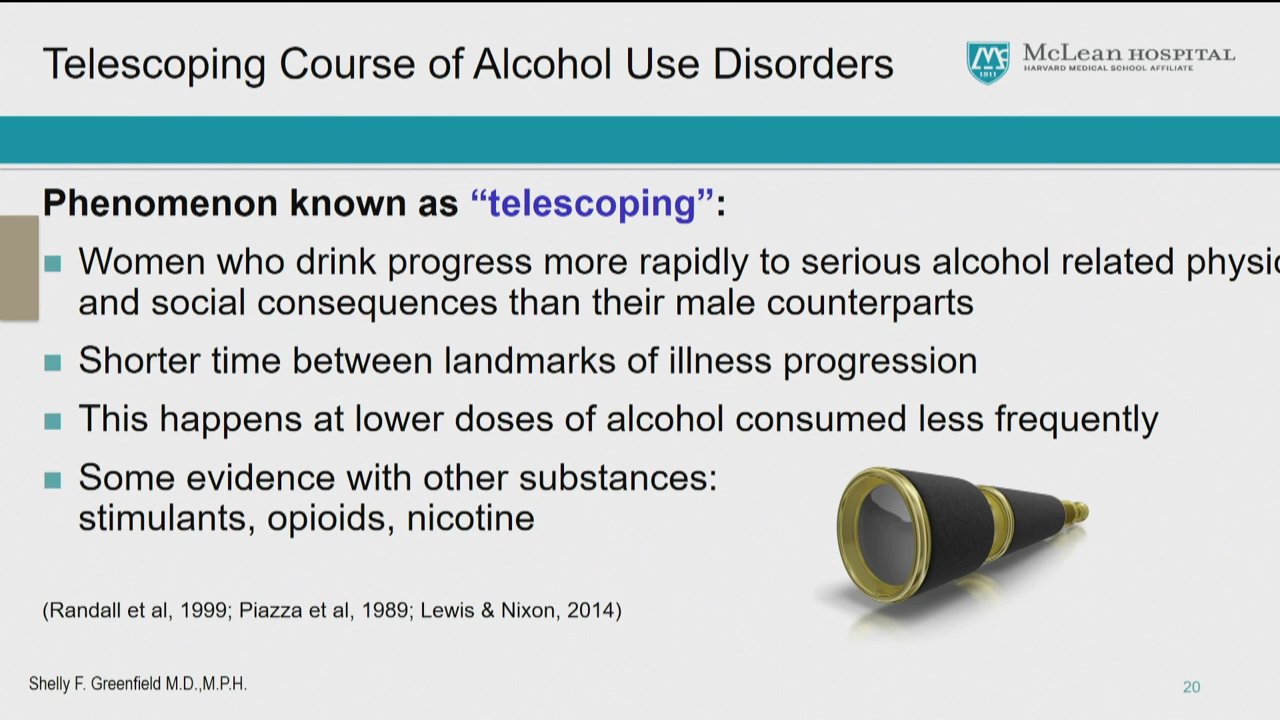 Telescoping Course of Alcohol Use Disorders
McLEAN HOSPITAL
HARVARD MEDICAL SCHOOL AFFILIATE
1811
Phenomenon known as “telescoping”:
Women who drink progress more rapidly to serious alcohol related
and social consequences than their male counterparts
Shorter time between landmarks of illness progression
This happens at lower doses of alcohol consumed less frequently
Some evidence with other substances:
stimulants, opioids, nicotine
(Randall et al, 1999; Piazza et al, 1989; Lewis & Nixon, 2014)
Shelly F. Greenfield M.D.,M.P.H.
20